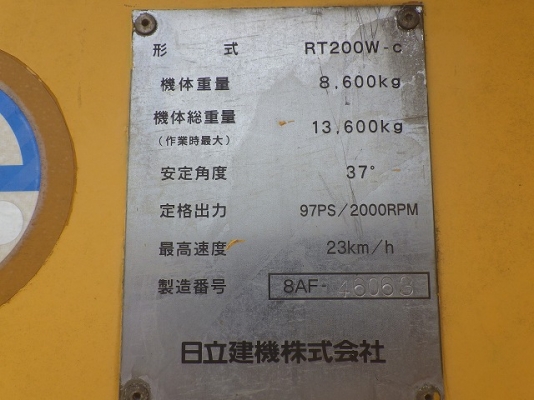 形 式 RT200W-c
機体重量 8,600kg
機体総重量 13,600kg
(作業時最大)
安定角度 37°
定格出力 97PS/2000RPM
最高速度 23km/h
製造番号 8AF-
日立建機株式会社